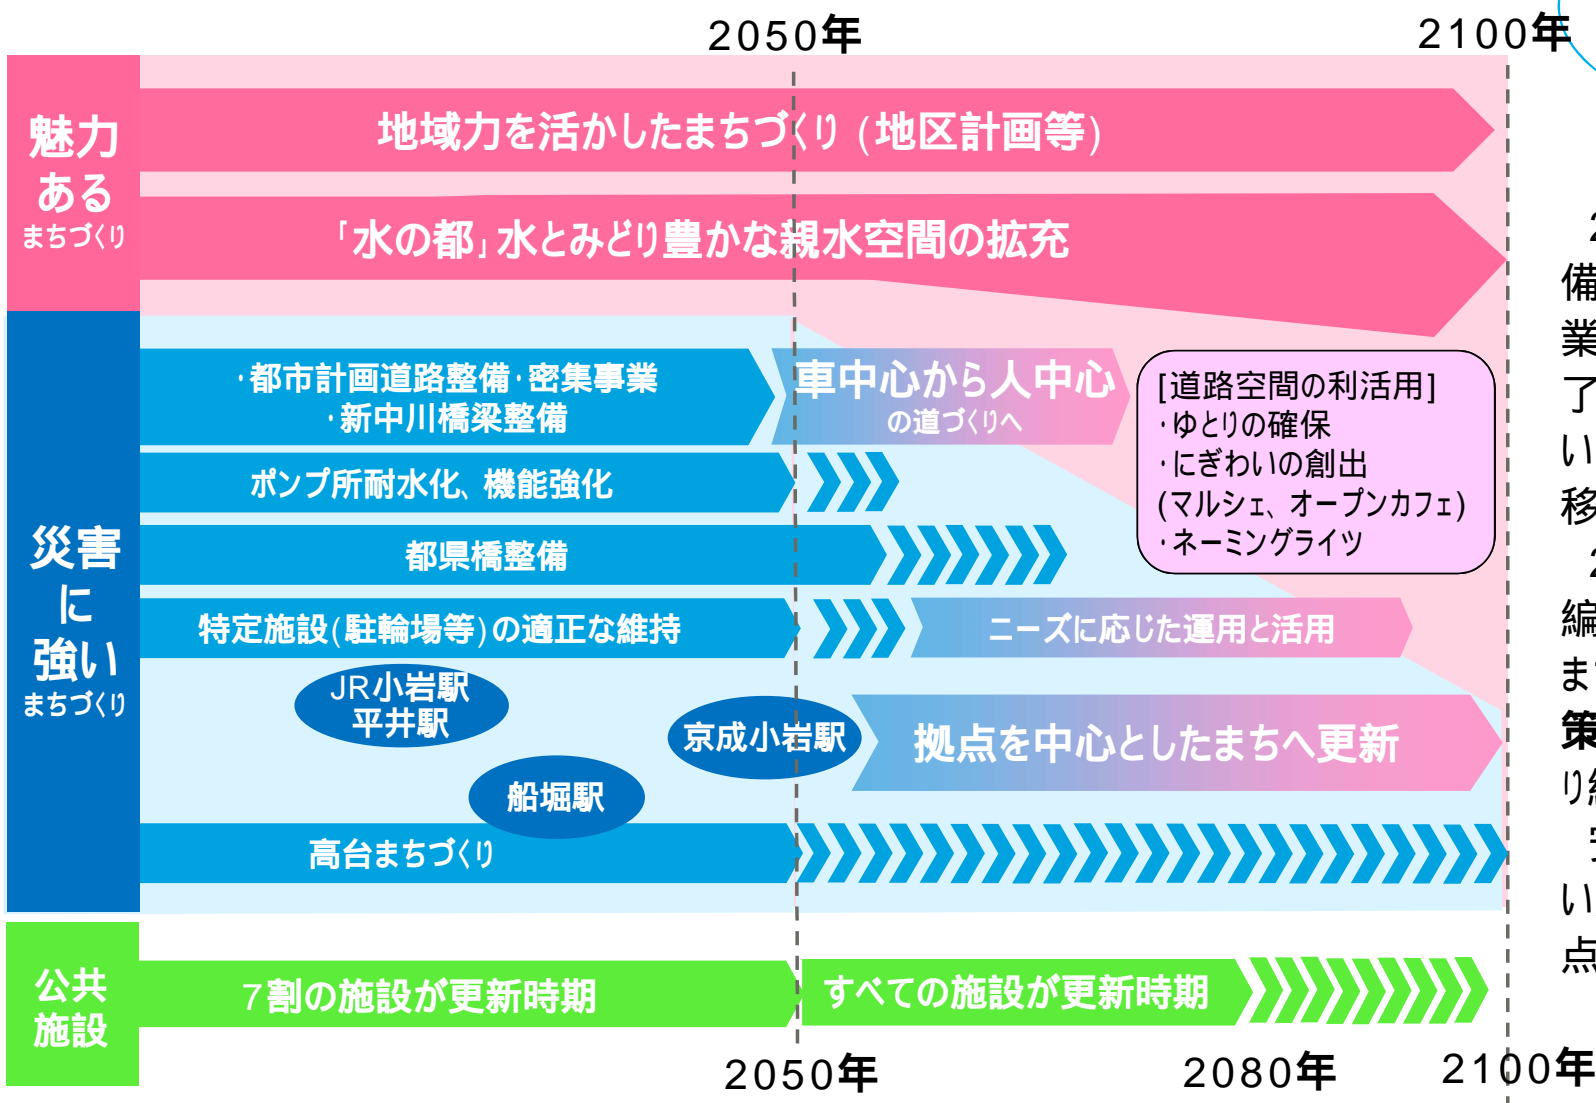 2050年
2100年
魅力
ある
まちづくり
地域力を活かしたまちづくり（地区計画等）
「水の都」水とみどり豊かな親水空間の拡充
災害
に
強い
まちづくり
・都市計画道路整備・密集事業
・新中川橋梁整備
車中心から人中心
の道づくりへ
[道路空間の利活用]
・ゆとりの確保
・にぎわいの創出
(マルシェ、オープンカフェ)
・ネーミングライツ
ポンプ所耐水化、機能強化
都県橋整備
特定施設(駐輪場等)の適正な維持
ニーズに応じた運用と活用
JR小岩駅
平井駅
京成小岩駅
船堀駅
拠点を中心としたまちへ更新
高台まちづくり
公共
施設
7割の施設が更新時期
すべての施設が更新時期
2050年
2080年
2100年
備
業
了
い
移
編
ま
策
り
い
点